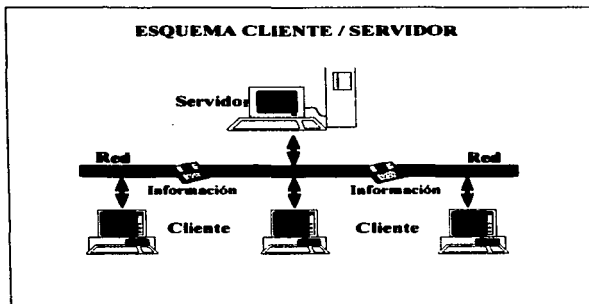 ESQUEMA CLIENTE / SERVIDOR
Servidor
Red Red
Información Información
Cliente Cliente